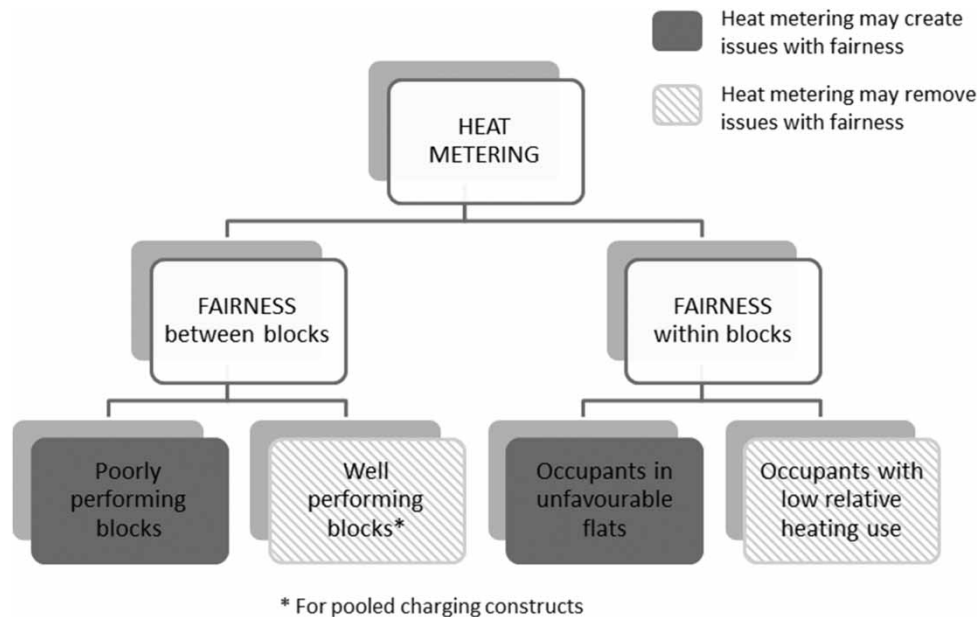 Heat metering may create
issues with fairness
Heat metering may remove
issues with fairness
HEAT
METERING
FAIRNESS
between blocks
FAIRNESS
within blocks
Poorly
performing
blocks
Well
performing
blocks*
Occupants in
unfavourable
flats
Occupants with
low relative
heating use
* For pooled charging constructs